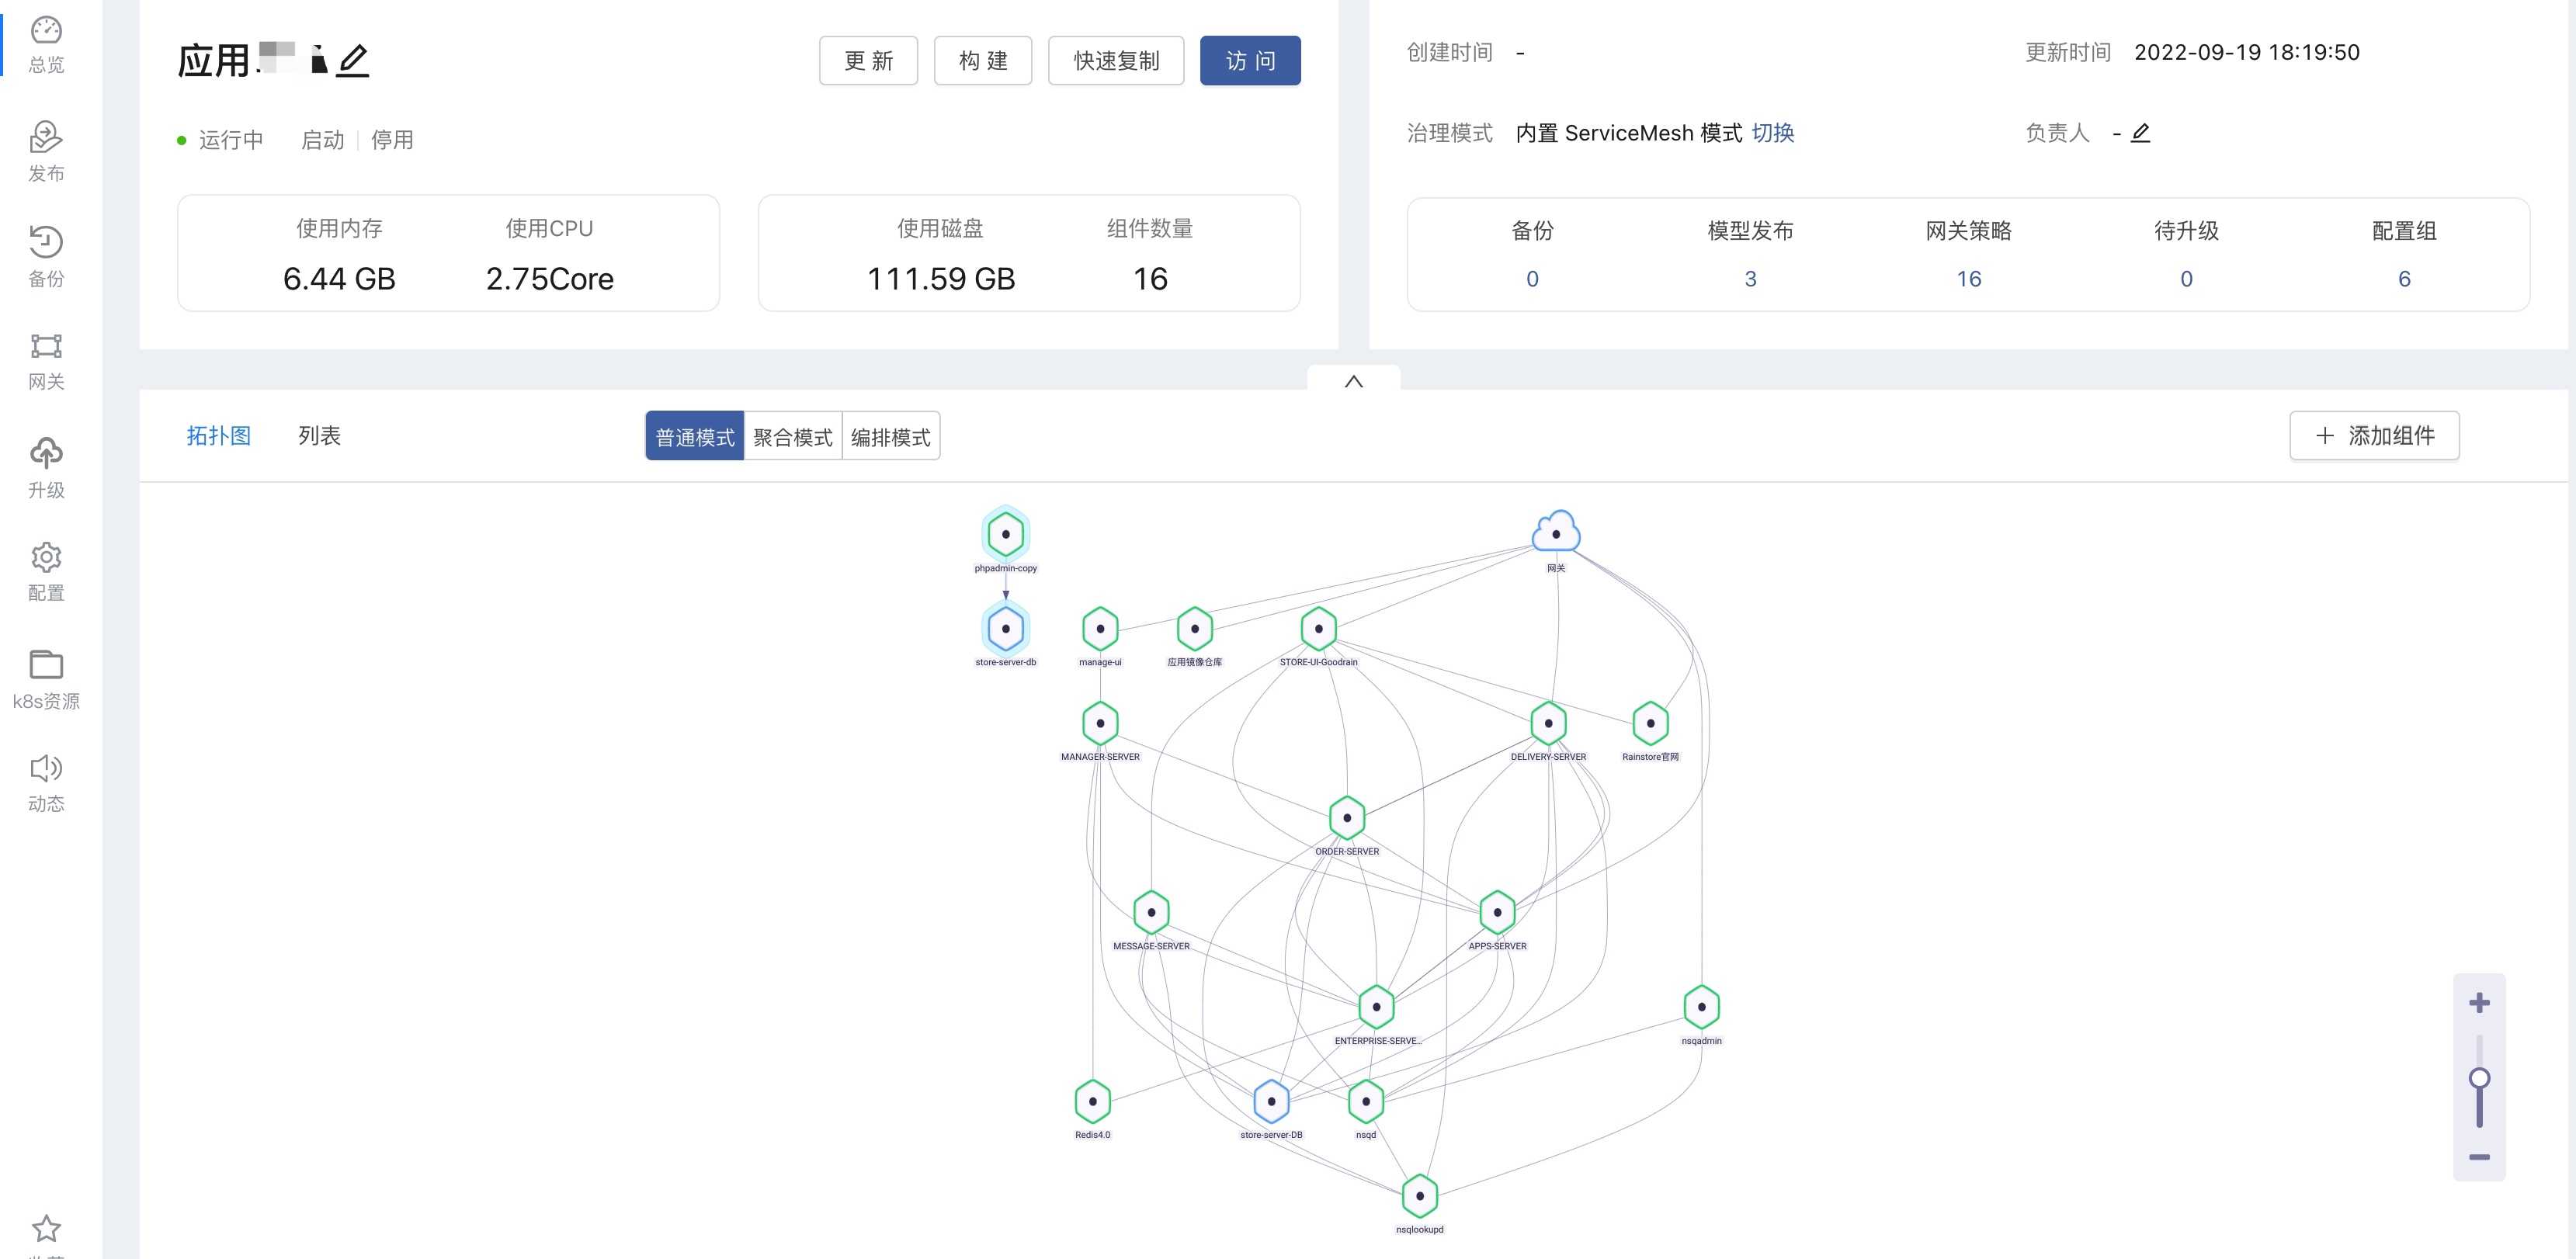 总览
发布
备份
网关
升级
配置
k8s资源
动态
应用
更 新
构 建
快速复制
访 问
运行中
启动
停用
使用内存
使用CPU
6.44 GB
2.75Core
使用磁盘
组件数量
111.59 GB
16
创建时间 -
更新时间 2022-09-19 18:19:50
治理模式 内置 ServiceMesh 模式 切换
负责人 -
备份
模型发布
网关策略
待升级
配置组
0
3
16
0
6
拓扑图
列表
普通模式
聚合模式
编排模式
添加组件
phpadmin-copy
网关
store-server-db
manage-ui
应用镜像仓库
STORE-UI-Goodrain
MANAGER-SERVER
DELIVERY-SERVER
Rainstore官网
ORDER-SERVER
MESSAGE-SERVER
APPS-SERVER
ENTERPRISE-SERVE...
nsqadmin
Redis4.0
store-server-DB
nsqd
nsqlookupd